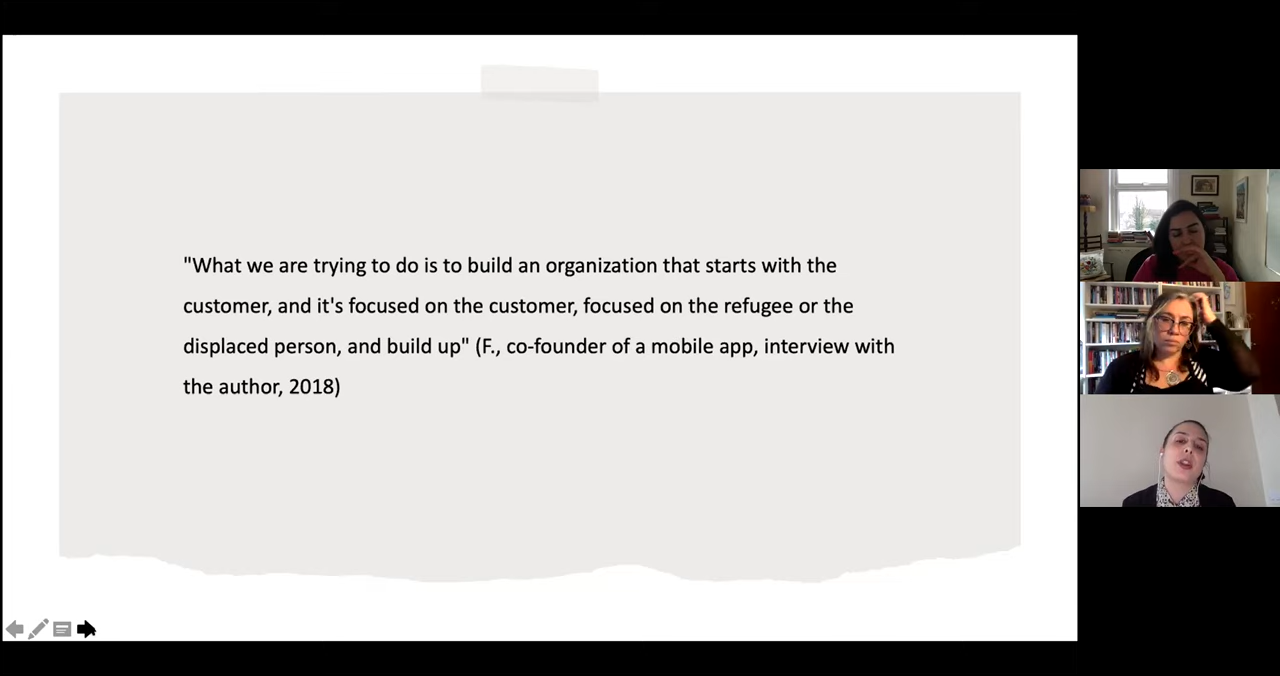 "What we are trying to do is to build an organization that starts with the
customer, and it's focused on the customer, focused on the refugee or the
displaced person, and build up" (F., co-founder of a mobile app, interview with
the author, 2018)